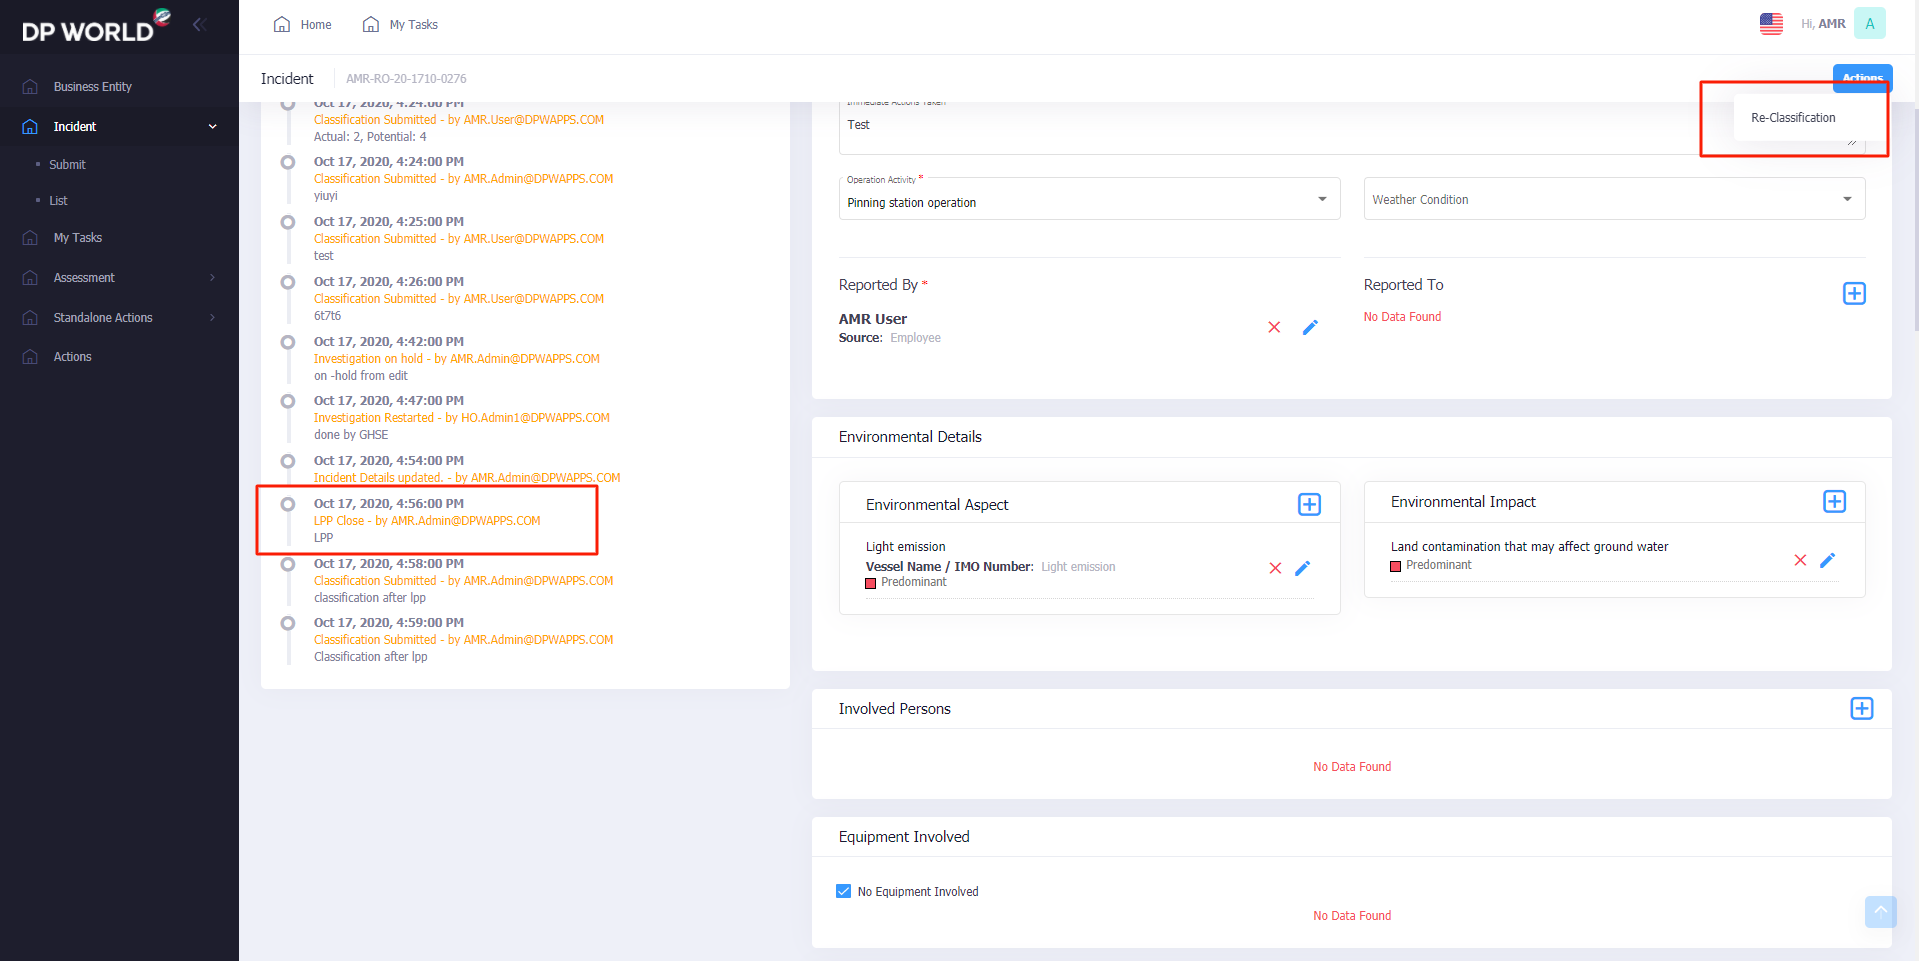 DP WORLD
Home
My Tasks
Hi, AMR
A
Incident
AMR-RO-20-1710-0276
Actions
Re-Classification
Business Entity
Incident
Submit
List
My Tasks
Assessment
Standalone Actions
Actions
Oct 17, 2020, 4:24:00 PM
Classification Submitted - by AMR.User@DPWAPPS.COM
Actual: 2, Potential: 4
Oct 17, 2020, 4:24:00 PM
Classification Submitted - by AMR.Admin@DPWAPPS.COM
yiuyi
Oct 17, 2020, 4:25:00 PM
Classification Submitted - by AMR.User@DPWAPPS.COM
test
Oct 17, 2020, 4:26:00 PM
Classification Submitted - by AMR.User@DPWAPPS.COM
6t7t6
Oct 17, 2020, 4:42:00 PM
Investigation on hold - by AMR.Admin@DPWAPPS.COM
on -hold from edit
Oct 17, 2020, 4:47:00 PM
Investigation Restarted - by HO.Admin1@DPWAPPS.COM
done by GHSE
Oct 17, 2020, 4:54:00 PM
Incident Details updated. - by AMR.Admin@DPWAPPS.COM
Oct 17, 2020, 4:56:00 PM
LPP Close - by AMR.Admin@DPWAPPS.COM
LPP
Oct 17, 2020, 4:58:00 PM
Classification Submitted - by AMR.Admin@DPWAPPS.COM
classification after lpp
Oct 17, 2020, 4:59:00 PM
Classification Submitted - by AMR.Admin@DPWAPPS.COM
Classification after lpp
Immediate Actions Taken
Test
Operation Activity *
Pinning station operation
Weather Condition
Reported By *
AMR User
Source: Employee
Reported To
No Data Found
Environmental Details
Environmental Aspect
Light emission
Vessel Name / IMO Number: Light emission
Predominant
Environmental Impact
Land contamination that may affect ground water
Predominant
Involved Persons
No Data Found
Equipment Involved
No Equipment Involved
No Data Found